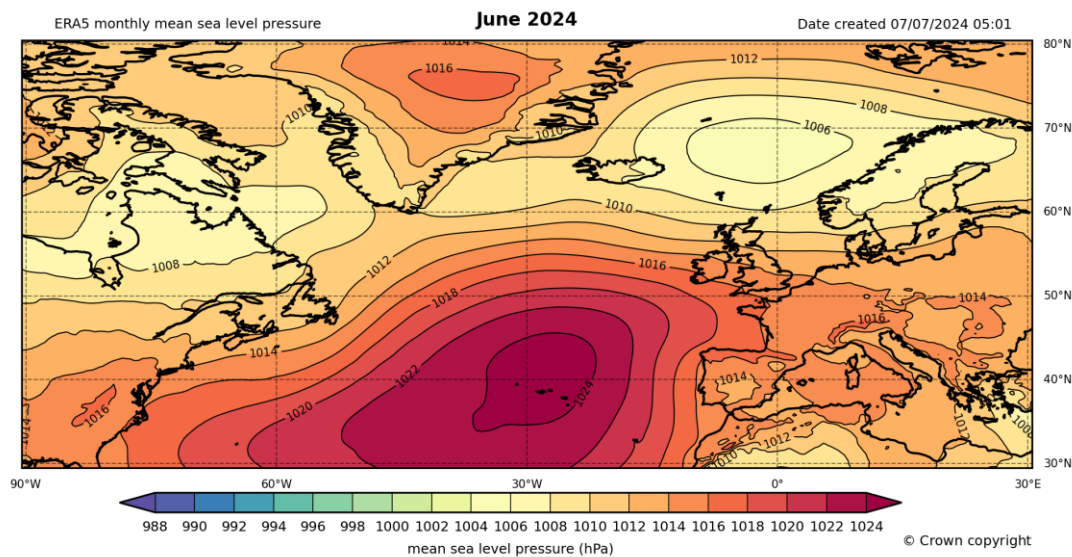 ERA5 monthly mean sea level pressure
June 2024
Date created 07/07/2024 05:01
1014
1016
1012
80°N
1010
1008
1006
1010
70°N
1010
60°N
1008
1012
1016
1018
50°N
1014
1016
1014
1022
1024
1014
40°N
1016
1020
1014
1012
1010
1012
1008
30°N
90°W
60°W
30°W
0°
30°E
988 990 992 994 996 998 1000 1002 1004 1006 1008 1010 1012 1014 1016 1018 1020 1022 1024
mean sea level pressure (hPa)
© Crown copyright